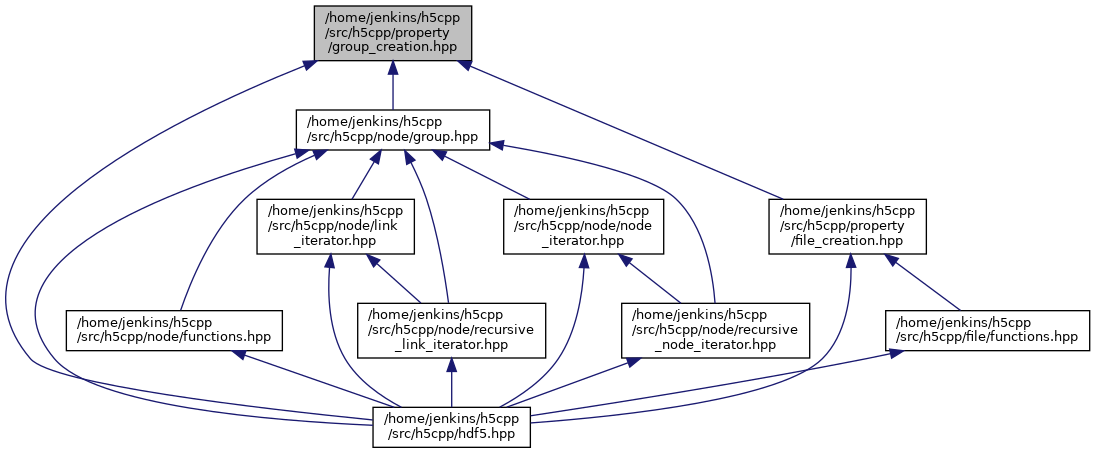 /home/jenkins/h5cpp
/src/h5cpp/property
/group_creation.hpp
/home/jenkins/h5cpp
/src/h5cpp/node/group.hpp
/home/jenkins/h5cpp
/src/h5cpp/node/link
_iterator.hpp
/home/jenkins/h5cpp
/src/h5cpp/node/node
_iterator.hpp
/home/jenkins/h5cpp
/src/h5cpp/property
/file_creation.hpp
/home/jenkins/h5cpp
/src/h5cpp/node/functions.hpp
/home/jenkins/h5cpp
/src/h5cpp/node/recursive
_link_iterator.hpp
/home/jenkins/h5cpp
/src/h5cpp/node/recursive
_node_iterator.hpp
/home/jenkins/h5cpp
/src/h5cpp/file/functions.hpp
/home/jenkins/h5cpp
/src/h5cpp/hdf5.hpp